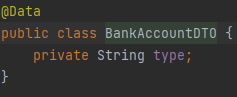 @Data
public class BankAccountDTO {
    private String type;
}